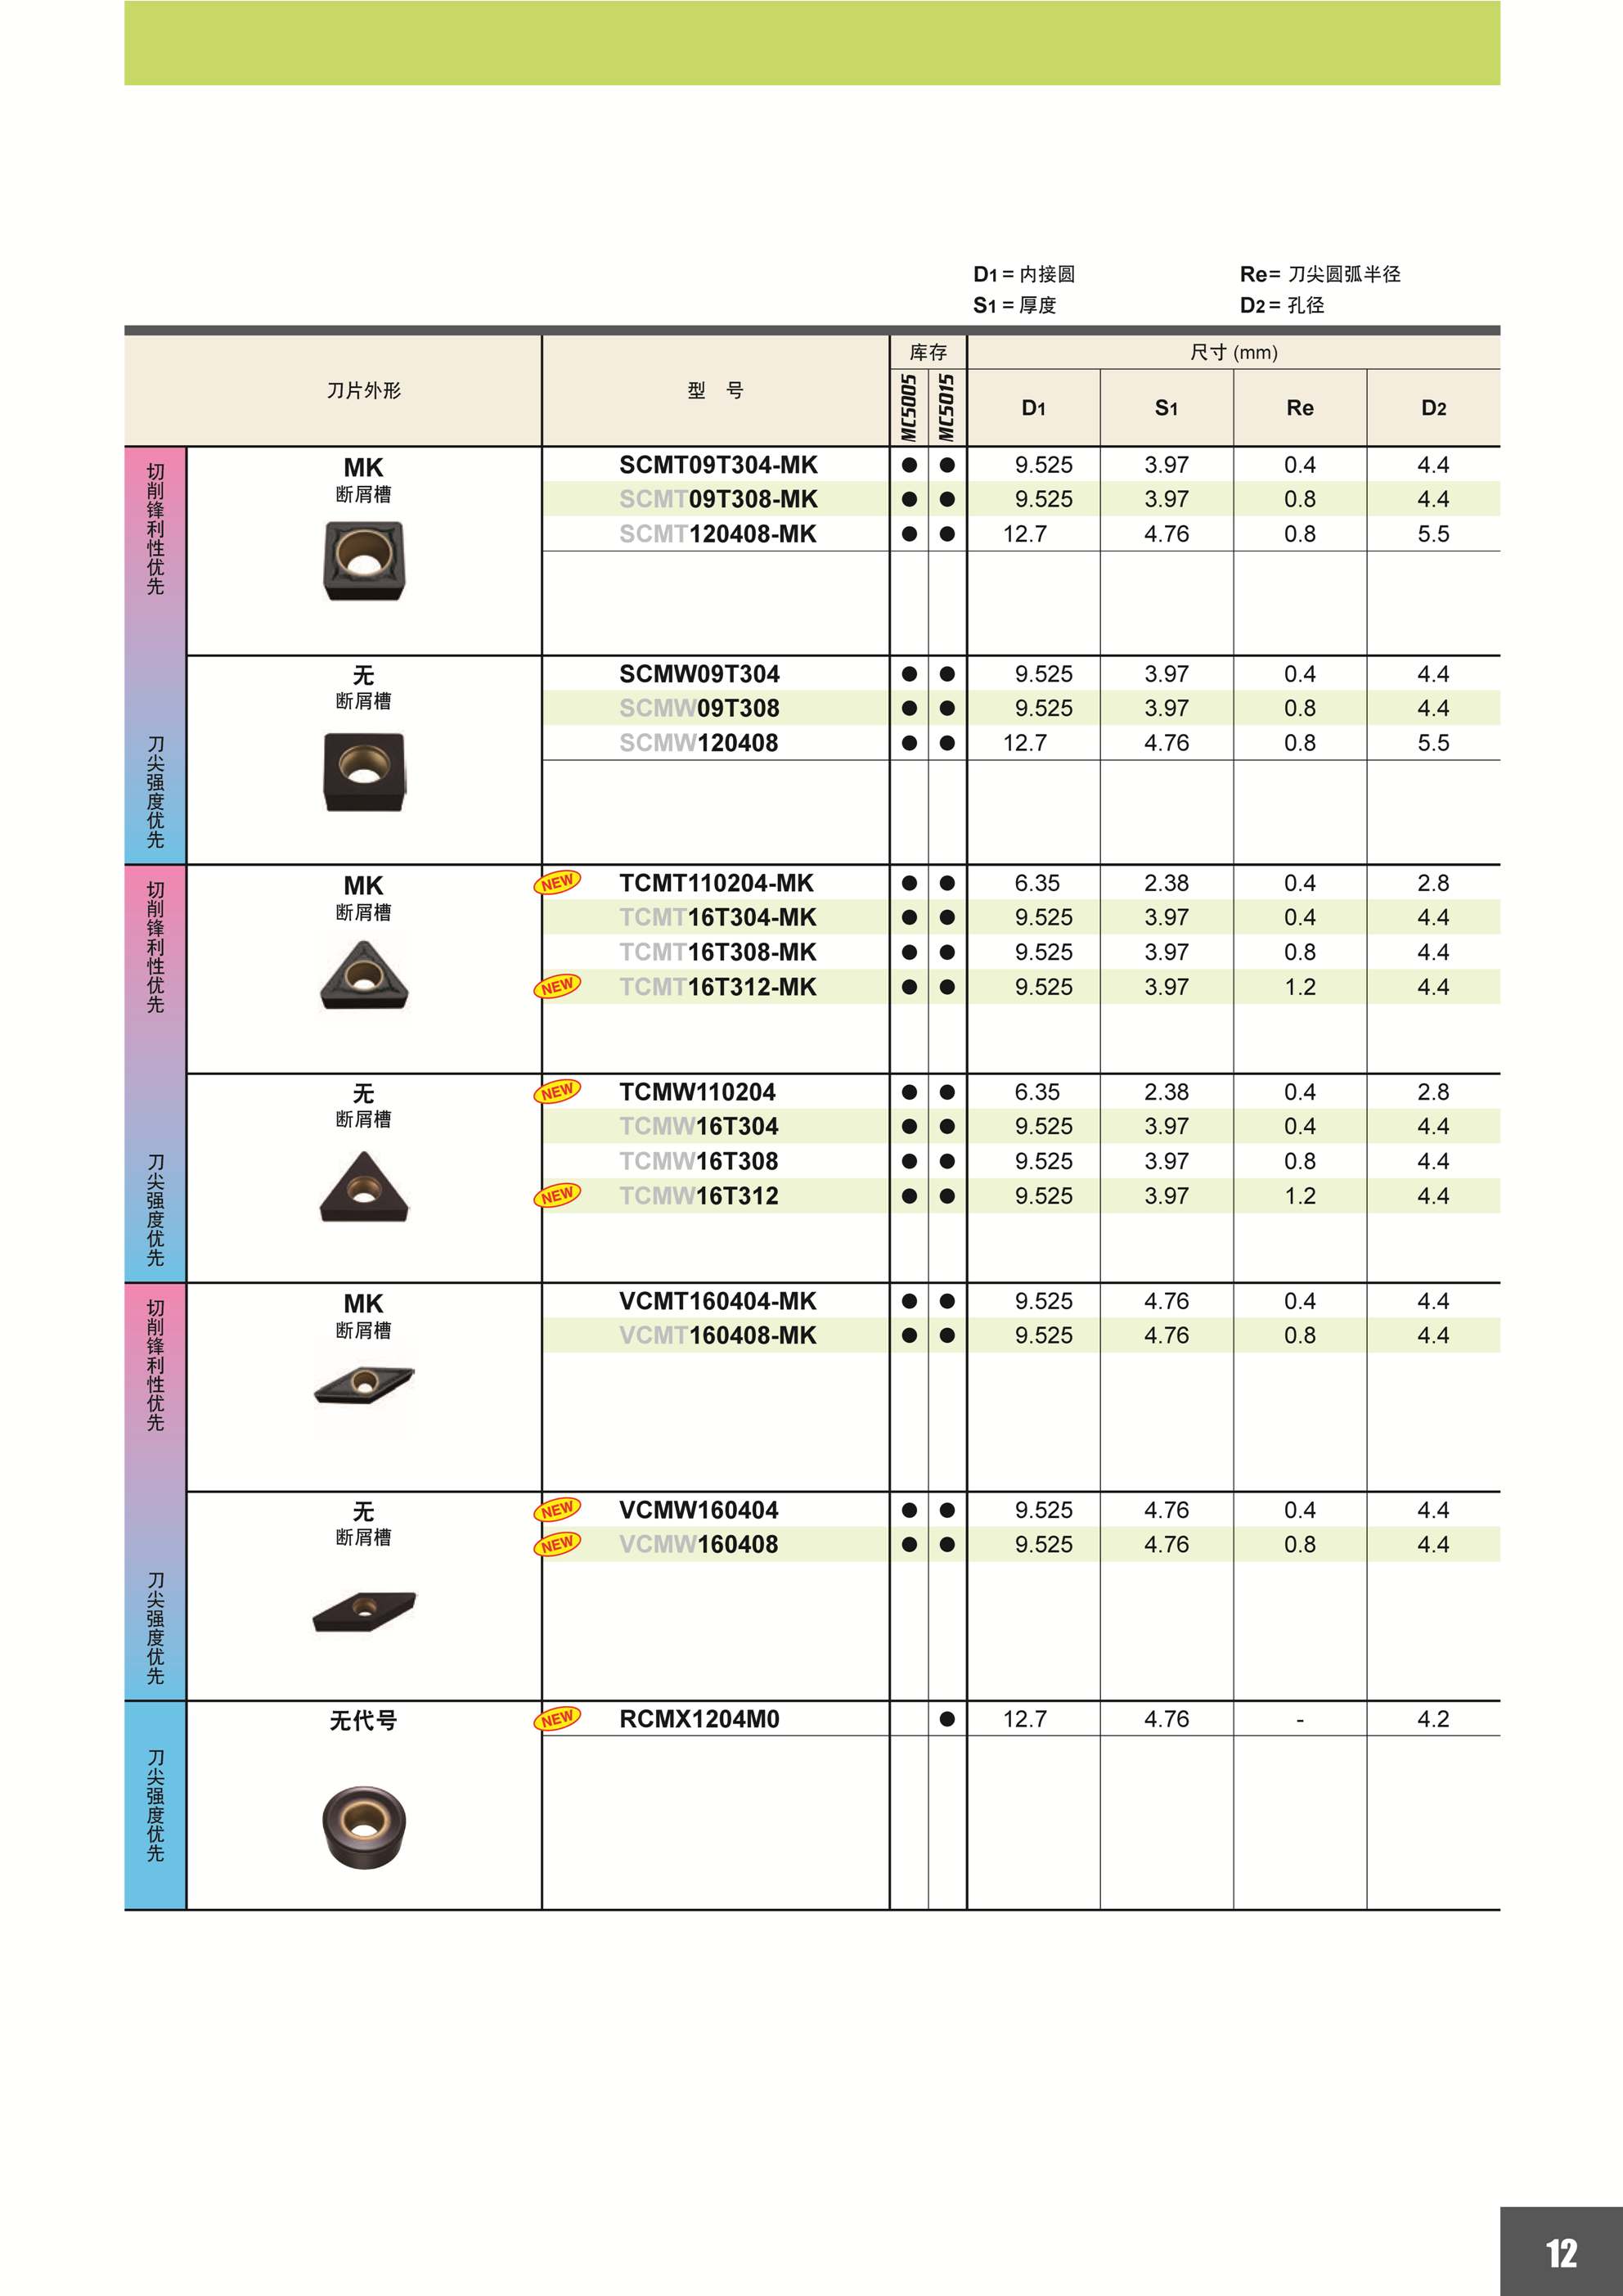 D1 = 内接圆 Re= 刀尖圆弧半径
S1 = 厚度 D2 = 孔径
刀片外形 型 号 库存 尺寸 (mm)
MC5005 MC5015 D1 S1 Re D2
切削锋利性优先
刀尖强度优先
MK
断屑槽
SCMT09T304-MK ● ● 9.525 3.97 0.4 4.4
SCMT09T308-MK ● ● 9.525 3.97 0.8 4.4
SCMT120408-MK ● ● 12.7 4.76 0.8 5.5
无
断屑槽
SCMW09T304 ● ● 9.525 3.97 0.4 4.4
SCMW09T308 ● ● 9.525 3.97 0.8 4.4
SCMW120408 ● ● 12.7 4.76 0.8 5.5
切削锋利性优先
刀尖强度优先
MK
断屑槽
NEW TCMT110204-MK ● ● 6.35 2.38 0.4 2.8
TCMT16T304-MK ● ● 9.525 3.97 0.4 4.4
TCMT16T308-MK ● ● 9.525 3.97 0.8 4.4
NEW TCMT16T312-MK ● ● 9.525 3.97 1.2 4.4
无
断屑槽
NEW TCMW110204 ● ● 6.35 2.38 0.4 2.8
TCMW16T304 ● ● 9.525 3.97 0.4 4.4
TCMW16T308 ● ● 9.525 3.97 0.8 4.4
NEW TCMW16T312 ● ● 9.525 3.97 1.2 4.4
切削锋利性优先
刀尖强度优先
MK
断屑槽
VCMT160404-MK ● ● 9.525 4.76 0.4 4.4
VCMT160408-MK ● ● 9.525 4.76 0.8 4.4
无
断屑槽
NEW VCMW160404 ● ● 9.525 4.76 0.4 4.4
NEW VCMW160408 ● ● 9.525 4.76 0.8 4.4
刀尖强度优先
无代号
NEW RCMX1204M0 ● 12.7 4.76 - 4.2
12